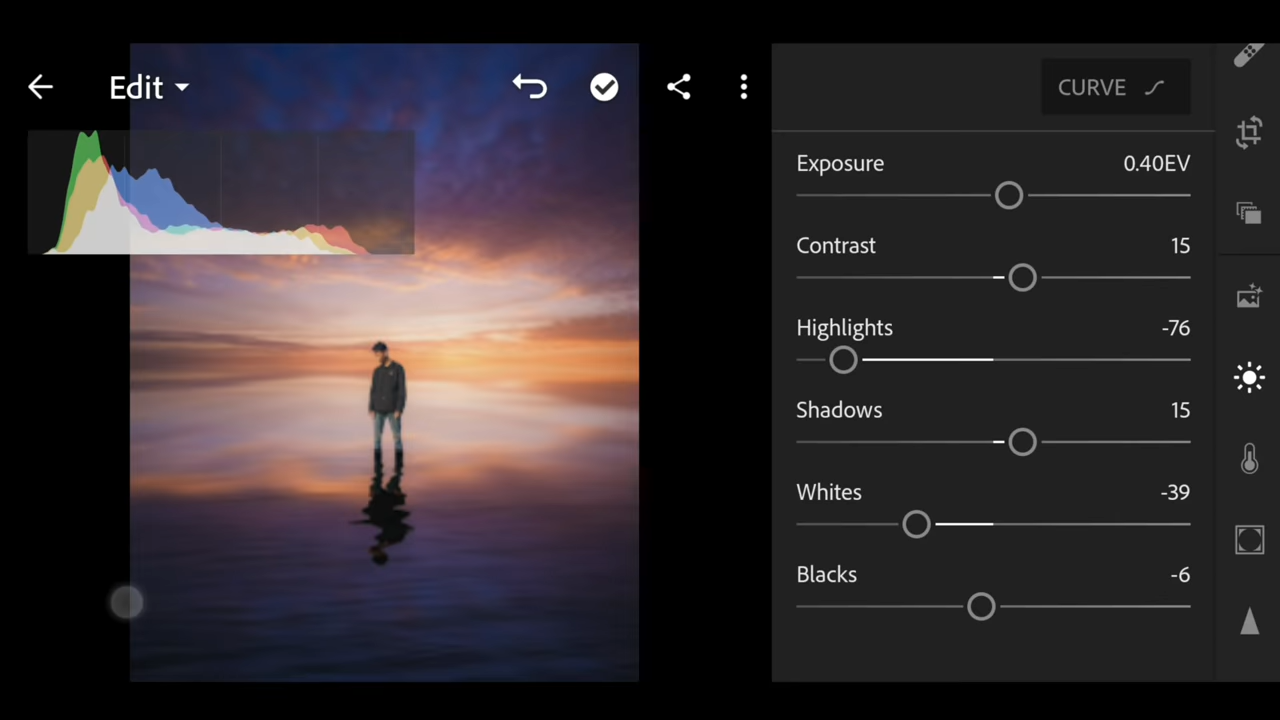 Edit
CURVE
Exposure 0.40EV
Contrast 15
Highlights -76
Shadows 15
Whites -39
Blacks -6